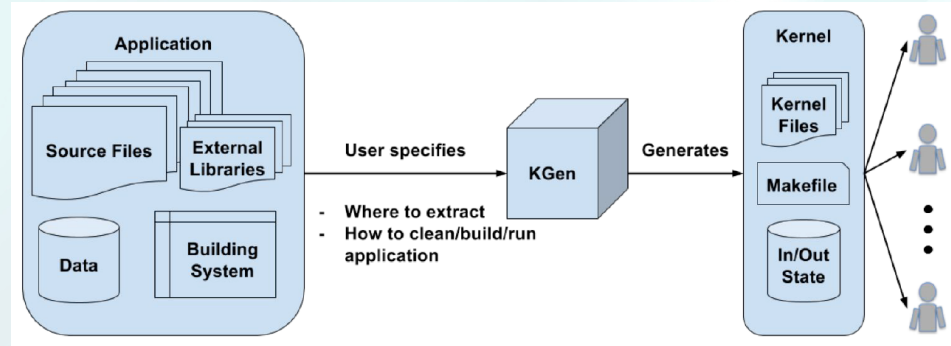 Application
Source Files
External
Libraries
Data
Building
System
User specifies
- Where to extract
- How to clean/build/run
application
KGen
Generates
Kernel
Kernel
Files
Makefile
In/Out
State